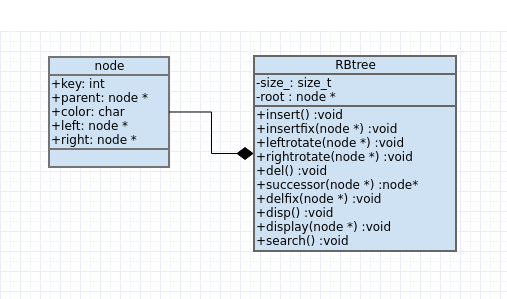 node
+key: int
+parent: node *
+color: char
+left: node *
+right: node *
RBtree
-size_: size_t
-root : node *
+insert() :void
+insertfix(node *) :void
+leftrotate(node *) :void
+rightrotate(node *) :void
+del() :void
+successor(node *) :node*
+delfix(node *) :void
+disp() :void
+display(node *) :void
+search() :void